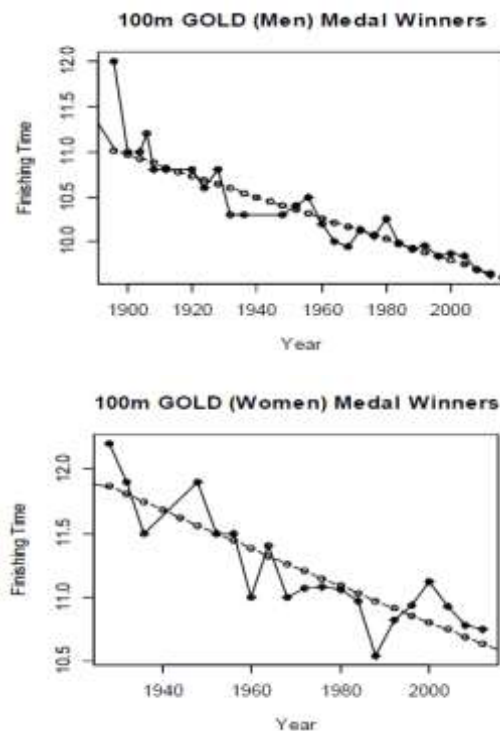 100m GOLD (Men) Medal Winners
12.0
11.5
11.0
10.5
10.0
Finishing Time
1900 1920 1940 1960 1980 2000
Year
100m GOLD (Women) Medal Winners
12.0
11.5
11.0
10.5
Finishing Time
1940 1960 1980 2000
Year